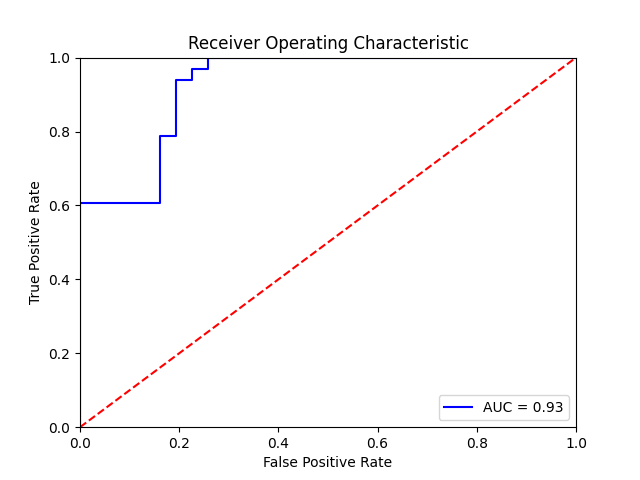 Receiver Operating Characteristic
1.0
0.8
0.6
0.4
0.2
0.0
True Positive Rate
AUC = 0.93
0.0 0.2 0.4 0.6 0.8 1.0
False Positive Rate